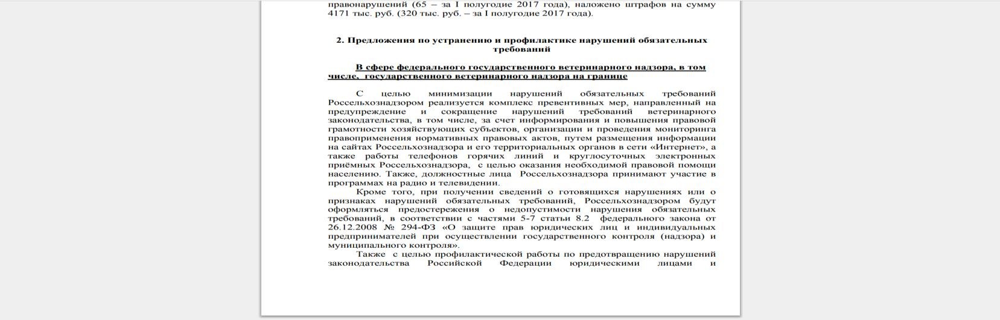 правонарушений (65 – за I полугодие 2017 года), наложено штрафов на сумму
4171 тыс. руб. (320 тыс. руб. – за I полугодие 2017 года).
2. Предложения по устранению и профилактике нарушений обязательных
требований
В сфере федерального государственного ветеринарного надзора, в том
числе,  государственного ветеринарного надзора на границе
С целью минимизации нарушений обязательных требований
Россельхознадзором реализуется комплекс превентивных мер, направленный на
предупреждение и сокращение нарушений требований ветеринарного
законодательства, в том числе, за счет информирования и повышения правовой
грамотности хозяйствующих субъектов, организации и проведения мониторинга
правоприменения нормативных правовых актов, путем размещения информации
на сайтах Россельхознадзора и его территориальных органов в сети «Интернет», а
также работы телефонов горячих линий и круглосуточных электронных
приёмных Россельхознадзора,  с целью оказания необходимой правовой помощи
населению. Также, должностные лица  Россельхознадзора принимают участие в
программах на радио и телевидении.
Кроме того, при получении сведений о готовящихся нарушениях или о
признаках нарушений обязательных требований, Россельхознадзором будут
оформляться предостережения о недопустимости нарушения обязательных
требований, в соответствии с частями 5-7 статьи 8.2  федерального закона от
26.12.2008 № 294-ФЗ «О защите прав юридических лиц и индивидуальных
предпринимателей при осуществлении государственного контроля (надзора) и
муниципального контроля».
Также  с целью профилактической работы по предотвращению нарушений
законодательства Российской Федерации юридическими лицами и